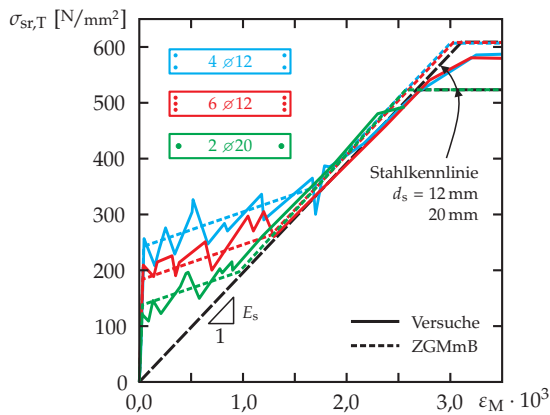 σsr,T [N/mm²]
600
500
400
300
200
100
0
4 ⌀12
6 ⌀12
2 ⌀20
Stahlkennlinie
ds = 12 mm
20 mm
Es
1
Versuche
ZGMmB
0,0
1,0
2,0
3,0
εM · 10³